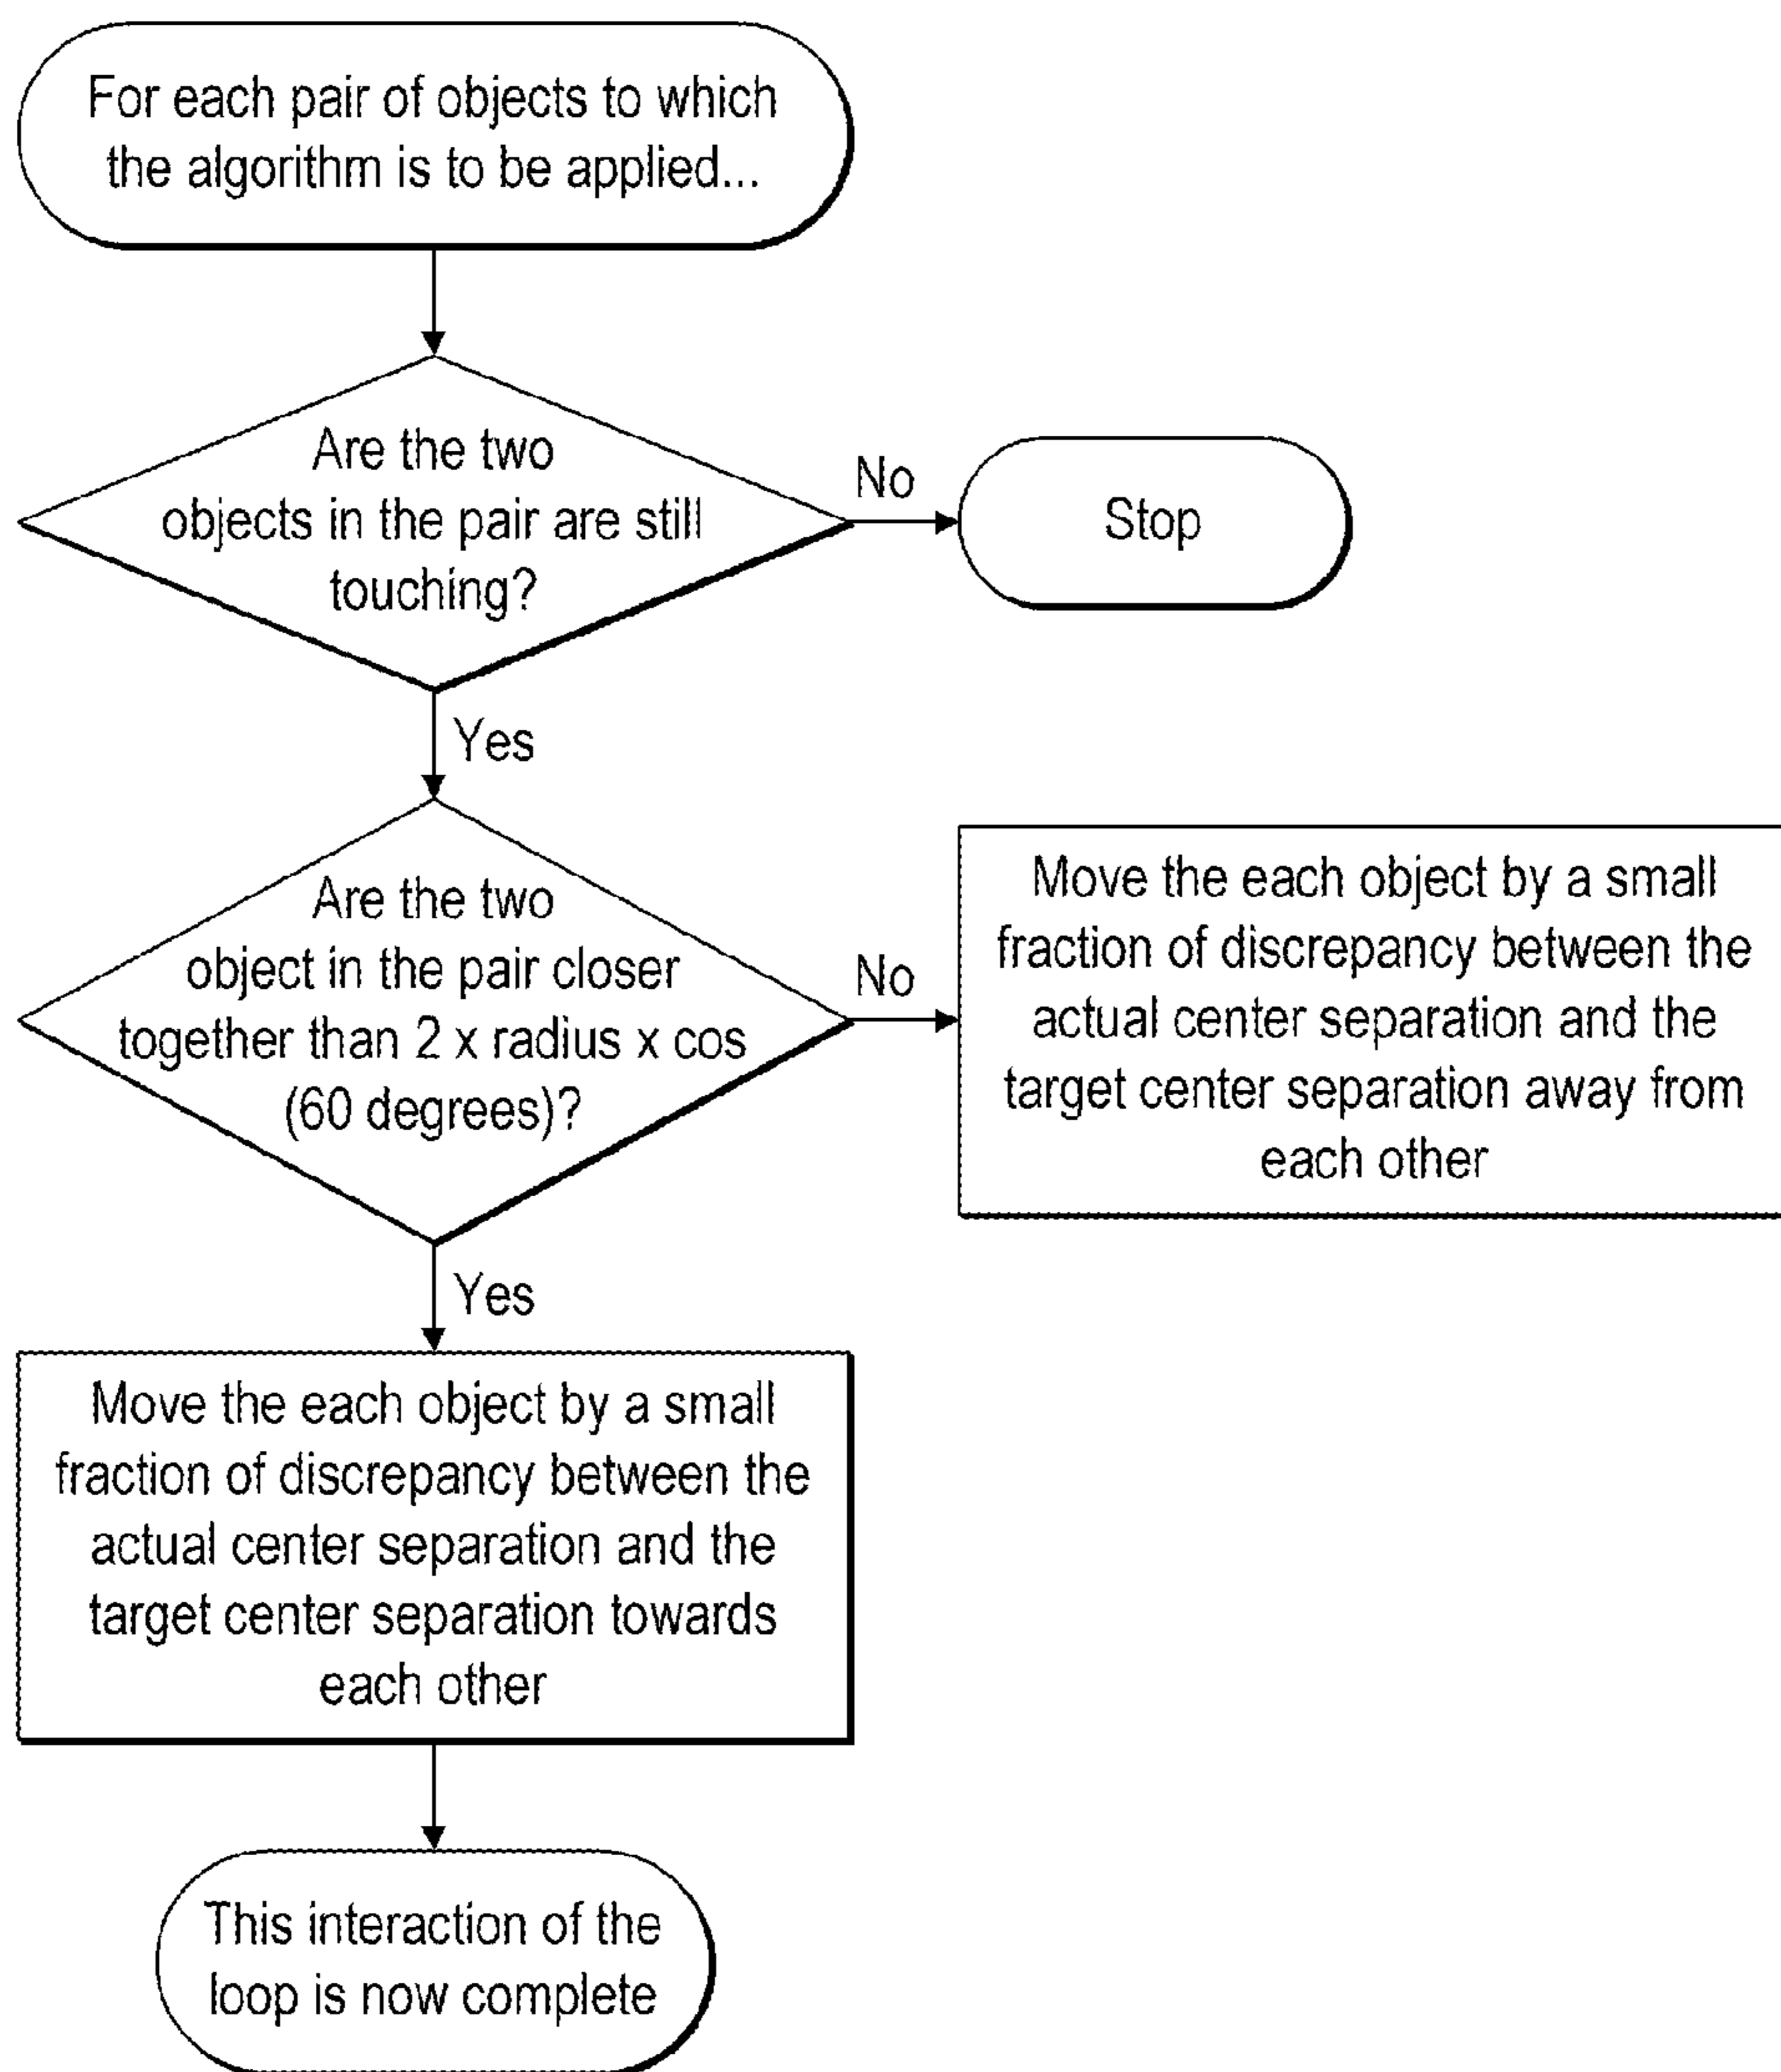 For each pair of objects to which
the algorithm is to be applied...
Are the two
objects in the pair are still
touching?
No
Stop
Yes
Are the two
object in the pair closer
together than 2 x radius x cos
(60 degrees)?
No
Move the each object by a small
fraction of discrepancy between the
actual center separation and the
target center separation away from
each other
Yes
Move the each object by a small
fraction of discrepancy between the
actual center separation and the
target center separation towards
each other
This interaction of the
loop is now complete